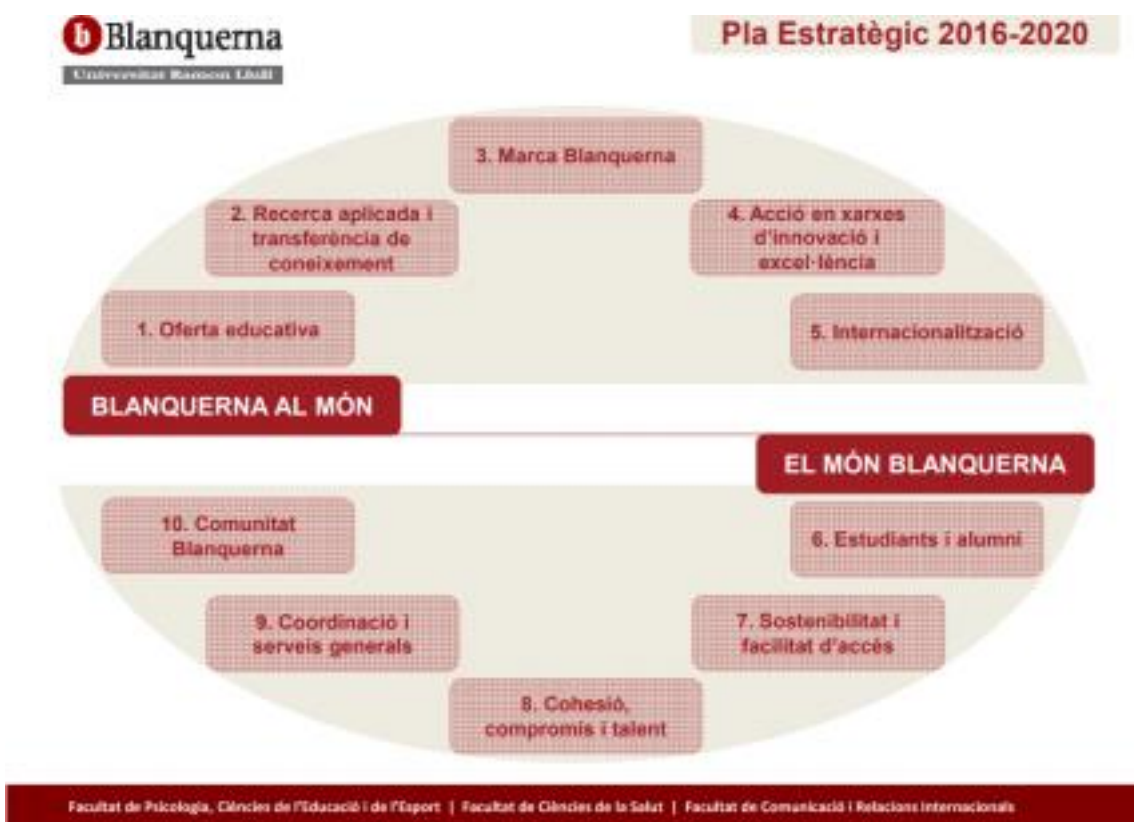 b Blanquerna
Universitat Ramon Llull
Pla Estratègic 2016-2020
3. Marca Blanquerna
2. Recerca aplicada i
transferència de
coneixement
4. Acció en xarxes
d'innovació i
excel·lència
1. Oferta educativa
5. Internacionalització
BLANQUERNA AL MÓN
EL MÓN BLANQUERNA
10. Comunitat
Blanquerna
6. Estudiants i alumni
9. Coordinació i
serveis generals
7. Sostenibilitat i
facilitat d'accès
8. Cohesió,
compromís i talent
Facultat de Psicologia, Ciències de l'Educació i de l'Esport | Facultat de Ciències de la Salut | Facultat de Comunicació i Relacions Internacionals